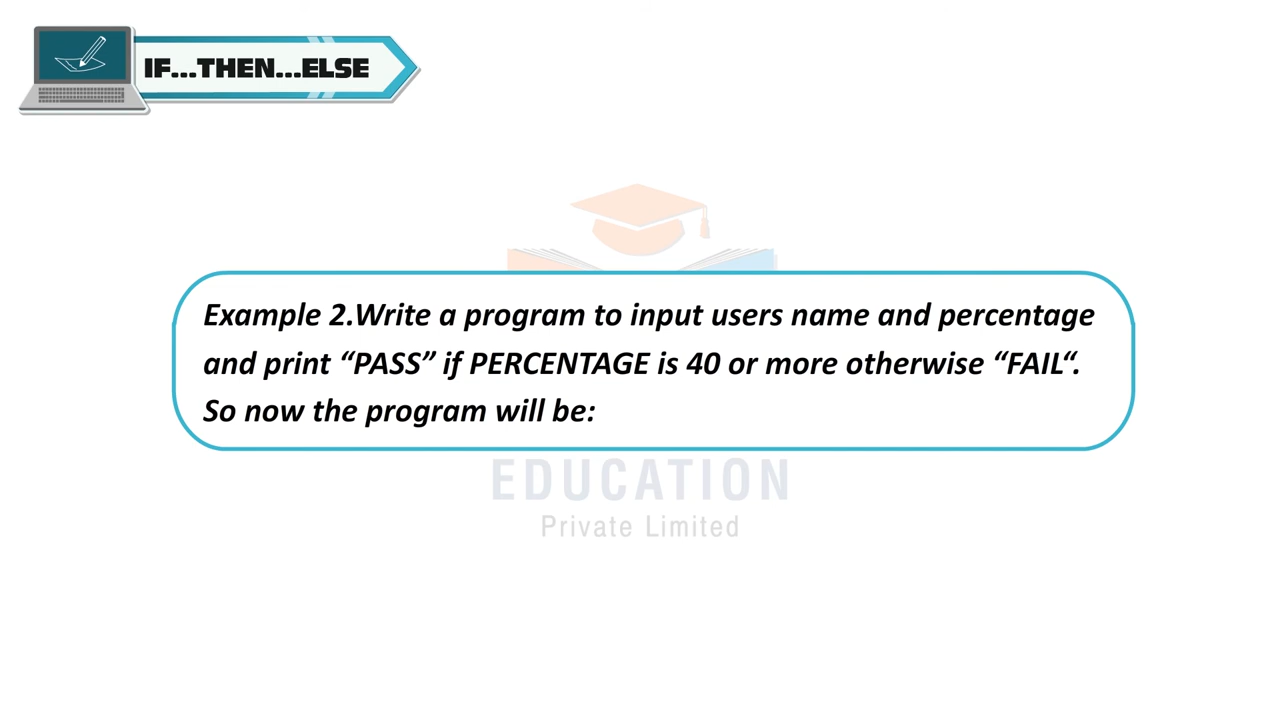 IF...THEN...ELSE
Example 2.Write a program to input users name and percentage
and print “PASS” if PERCENTAGE is 40 or more otherwise “FAIL“.
So now the program will be:
EDUCATION
Private Limited